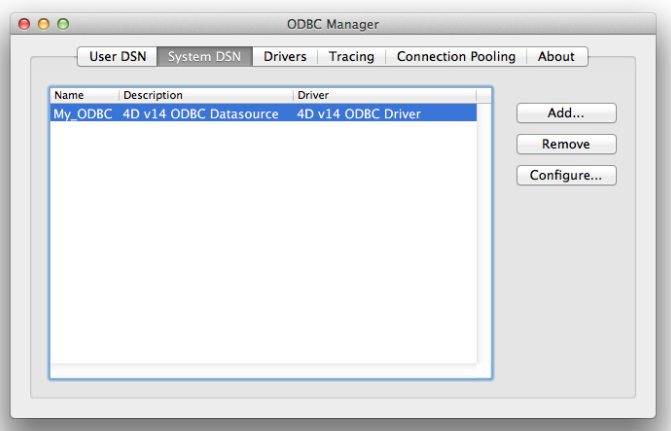 ODBC Manager
User DSN System DSN Drivers Tracing Connection Pooling About
Name Description Driver
My_ODBC 4D v14 ODBC Datasource 4D v14 ODBC Driver
Add...
Remove
Configure...